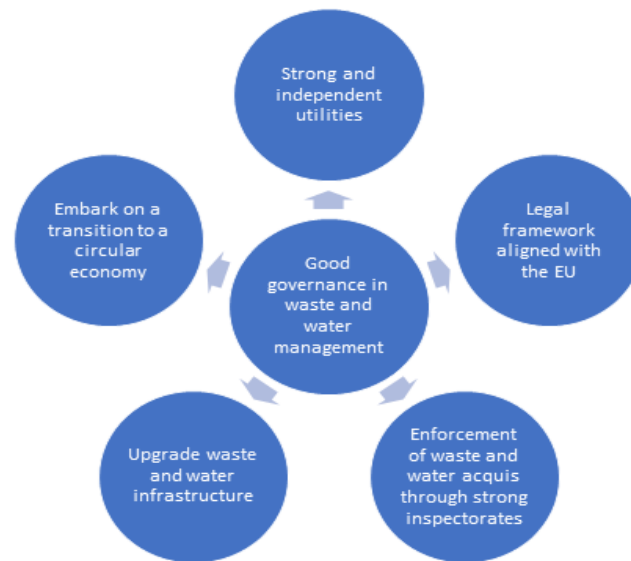 Strong and
independent
utilities
Embark on a
transition to a
circular
economy
Legal
framework
aligned with
the EU
Good
governance in
waste and
water
management
Upgrade waste
and water
infrastructure
Enforcement
of waste and
water acquis
through strong
inspectorates